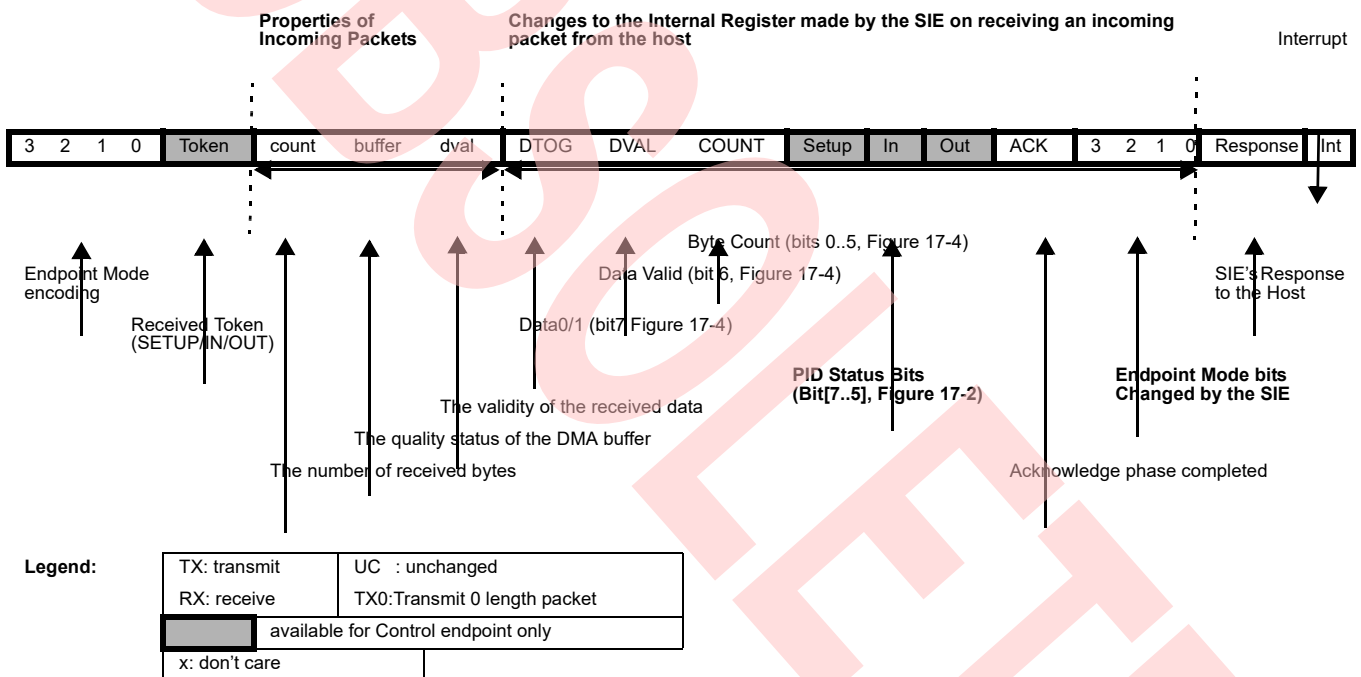 Properties of
Incoming Packets
Changes to the Internal Register made by the SIE on receiving an incoming
packet from the host
Interrupt
3 2 1 0 Token count buffer dval DTOG DVAL COUNT Setup In Out ACK 3 2 1 0 Response Int
Byte Count (bits 0..5, Figure 17-4)
Endpoint Mode
encoding
Data Valid (bit 6, Figure 17-4)
SIE's Response
to the Host
Received Token
(SETUP/IN/OUT)
Data0/1 (bit7 Figure 17-4)
PID Status Bits
(Bit[7..5], Figure 17-2)
Endpoint Mode bits
Changed by the SIE
The validity of the received data
The quality status of the DMA buffer
The number of received bytes
Acknowledge phase completed
Legend:
TX: transmit
UC : unchanged
RX: receive
TX0:Transmit 0 length packet
available for Control endpoint only
x: don't care